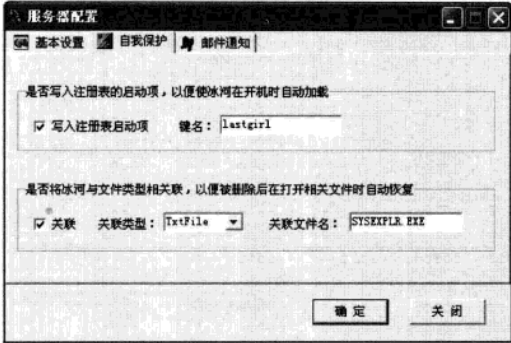 服务器配置
基本设置 自我保护 邮件通知
是否写入注册表的启动项，以便使冰河在开机时自动加载
写入注册表启动项 键名： lastgirl
是否将冰河与文件类型相关联，以便被删除后在打开相关文件时自动恢复
关联 关联类型： TxtFile 关联文件名： SYSEXPLR.EXE
确 定 关 闭